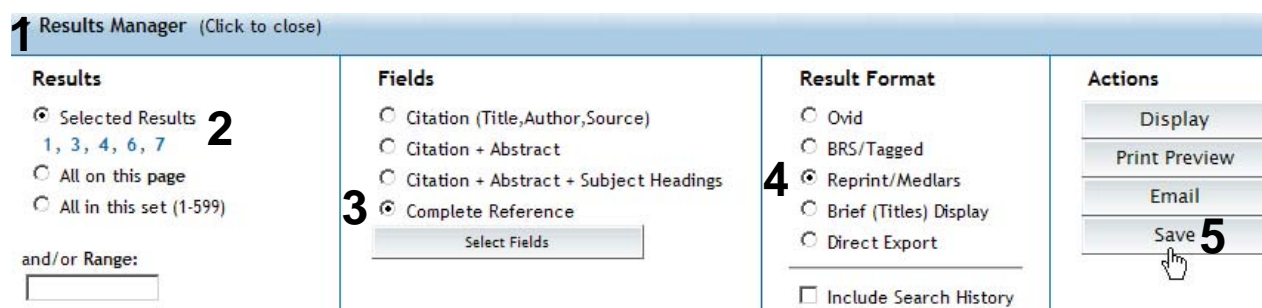 1 Results Manager (Click to close)
Results
Selected Results 2
1, 3, 4, 6, 7
All on this page
All in this set (1-599)
and/or Range:
Fields
Citation (Title,Author,Source)
Citation + Abstract
Citation + Abstract + Subject Headings
3 Complete Reference
Select Fields
Result Format
Ovid
BRS/Tagged
4 Reprint/Medlars
Brief (Titles) Display
Direct Export
Include Search History
Actions
Display
Print Preview
Email
Save 5